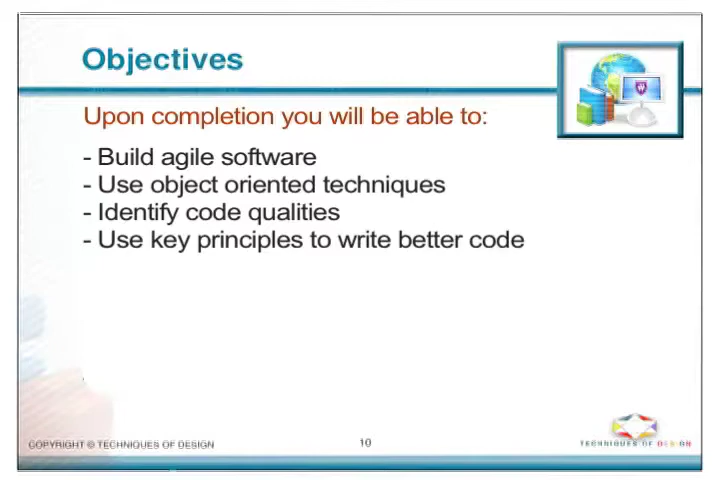 Objectives
Upon completion you will be able to:
- Build agile software
- Use object oriented techniques
- Identify code qualities
- Use key principles to write better code
COPYRIGHT © TECHNIQUES OF DESIGN
10
TECHNIQUES OF DESIGN